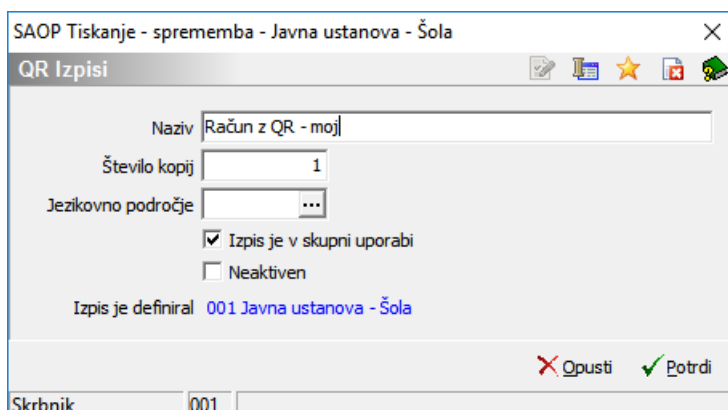 SAOP Tiskanje - sprememba - Javna ustanova - Šola
QR Izpisi
Naziv Račun z QR - moj
Število kopij 1
Jezikovno področje ...
Izpis je v skupni uporabi
Neaktiven
Izpis je definiral 001 Javna ustanova - Šola
Opusti Potrdi
Skrbnik 001